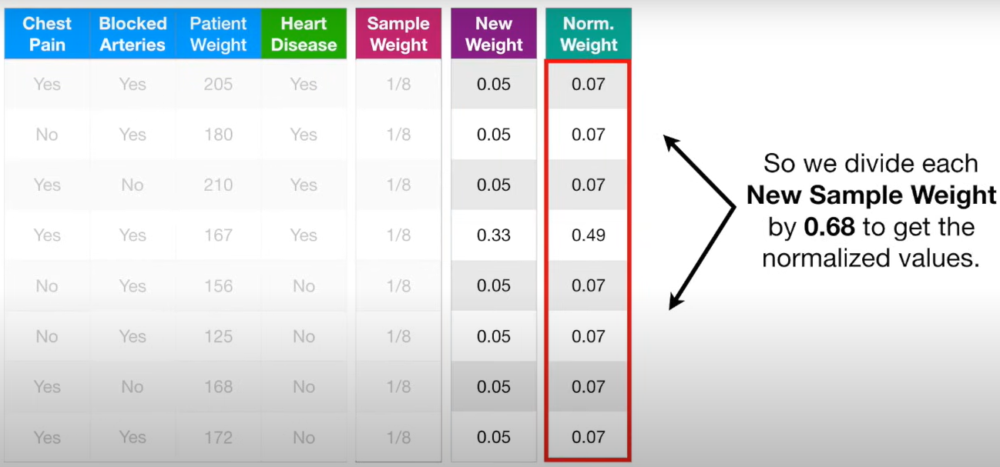 Chest Pain Blocked Arteries Patient Weight Heart Disease Sample Weight New Weight Norm. Weight
Yes Yes 205 Yes 1/8 0.05 0.07
No Yes 180 Yes 1/8 0.05 0.07
Yes No 210 Yes 1/8 0.05 0.07
Yes Yes 167 Yes 1/8 0.33 0.49
No Yes 156 No 1/8 0.05 0.07
No Yes 125 No 1/8 0.05 0.07
Yes No 168 No 1/8 0.05 0.07
Yes Yes 172 No 1/8 0.05 0.07
So we divide each
New Sample Weight
by 0.68 to get the
normalized values.